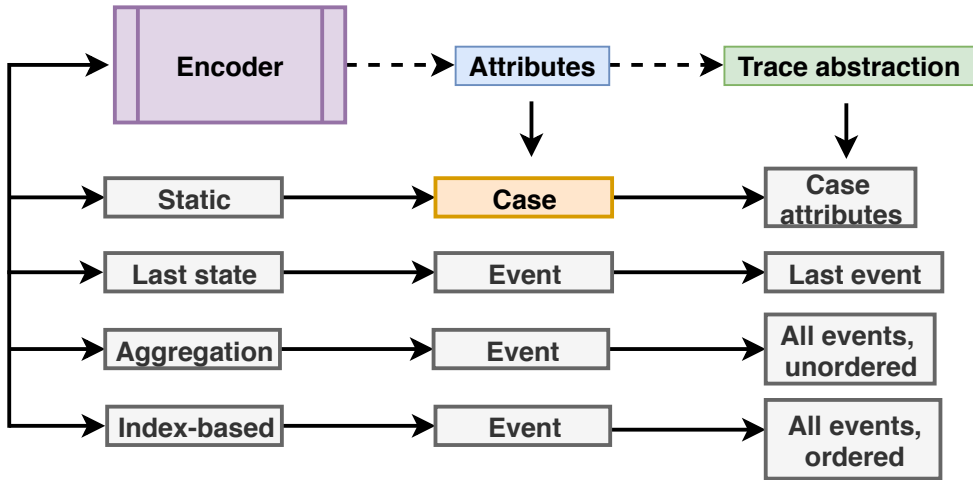 Encoder
Attributes
Trace abstraction
Static
Case
Case
attributes
Last state
Event
Last event
Aggregation
Event
All events,
unordered
Index-based
Event
All events,
ordered